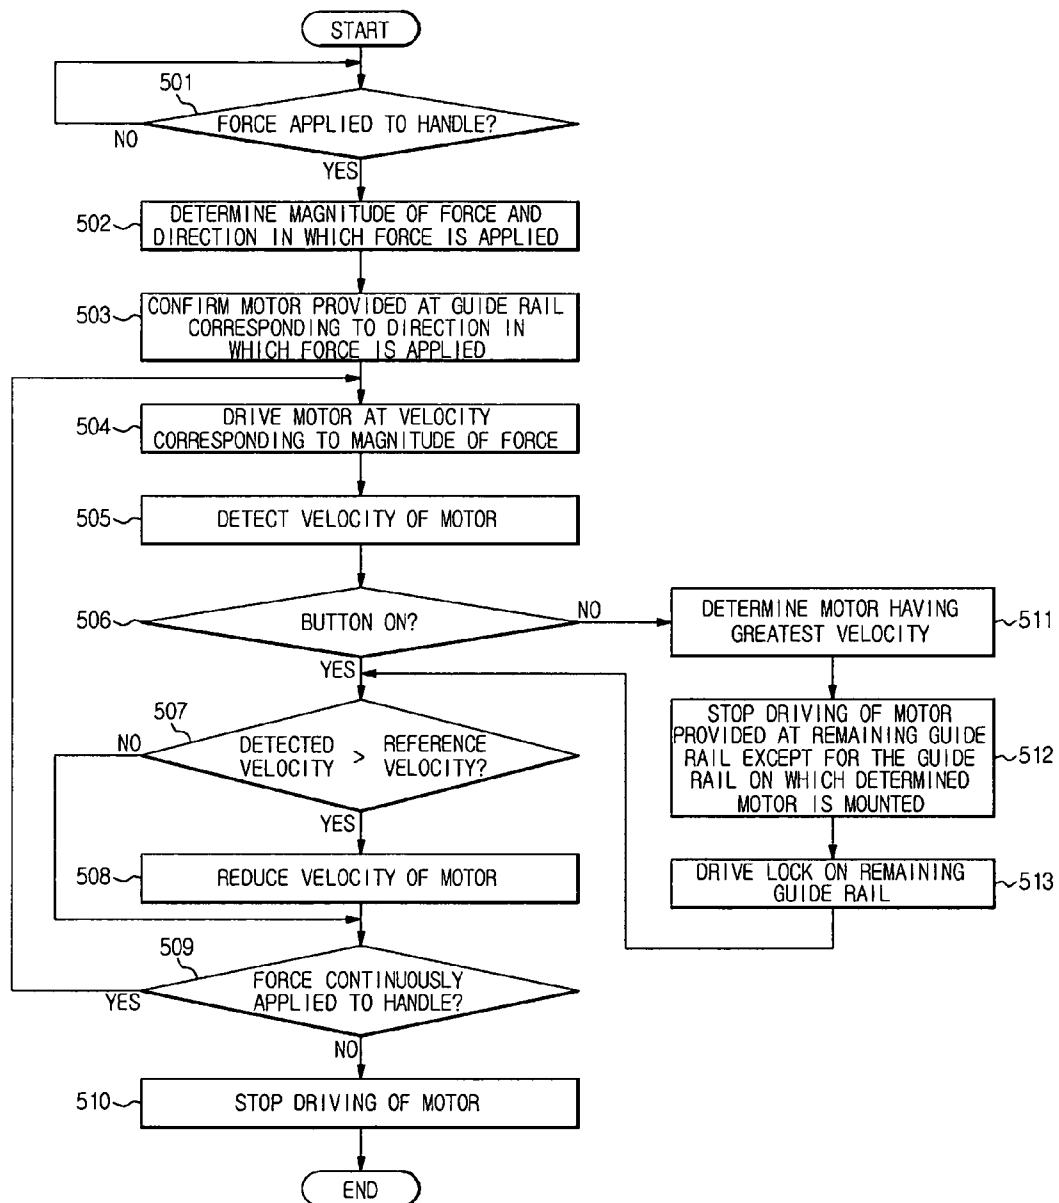 START
501
FORCE APPLIED TO HANDLE?
NO
YES
502
DETERMINE MAGNITUDE OF FORCE AND
DIRECTION IN WHICH FORCE IS APPLIED
503
CONFIRM MOTOR PROVIDED AT GUIDE RAIL
CORRESPONDING TO DIRECTION IN
WHICH FORCE IS APPLIED
504
DRIVE MOTOR AT VELOCITY
CORRESPONDING TO MAGNITUDE OF FORCE
505
DETECT VELOCITY OF MOTOR
506
BUTTON ON?
NO
YES
DETERMINE MOTOR HAVING
GREATEST VELOCITY
511
STOP DRIVING OF MOTOR
PROVIDED AT REMAINING GUIDE
RAIL EXCEPT FOR THE GUIDE
RAIL ON WHICH DETERMINED
MOTOR IS MOUNTED
512
DRIVE LOCK ON REMAINING
GUIDE RAIL
513
507
NO
DETECTED VELOCITY > REFERENCE VELOCITY?
YES
508
REDUCE VELOCITY OF MOTOR
509
FORCE CONTINUOUSLY
APPLIED TO HANDLE?
YES
NO
510
STOP DRIVING OF MOTOR
END